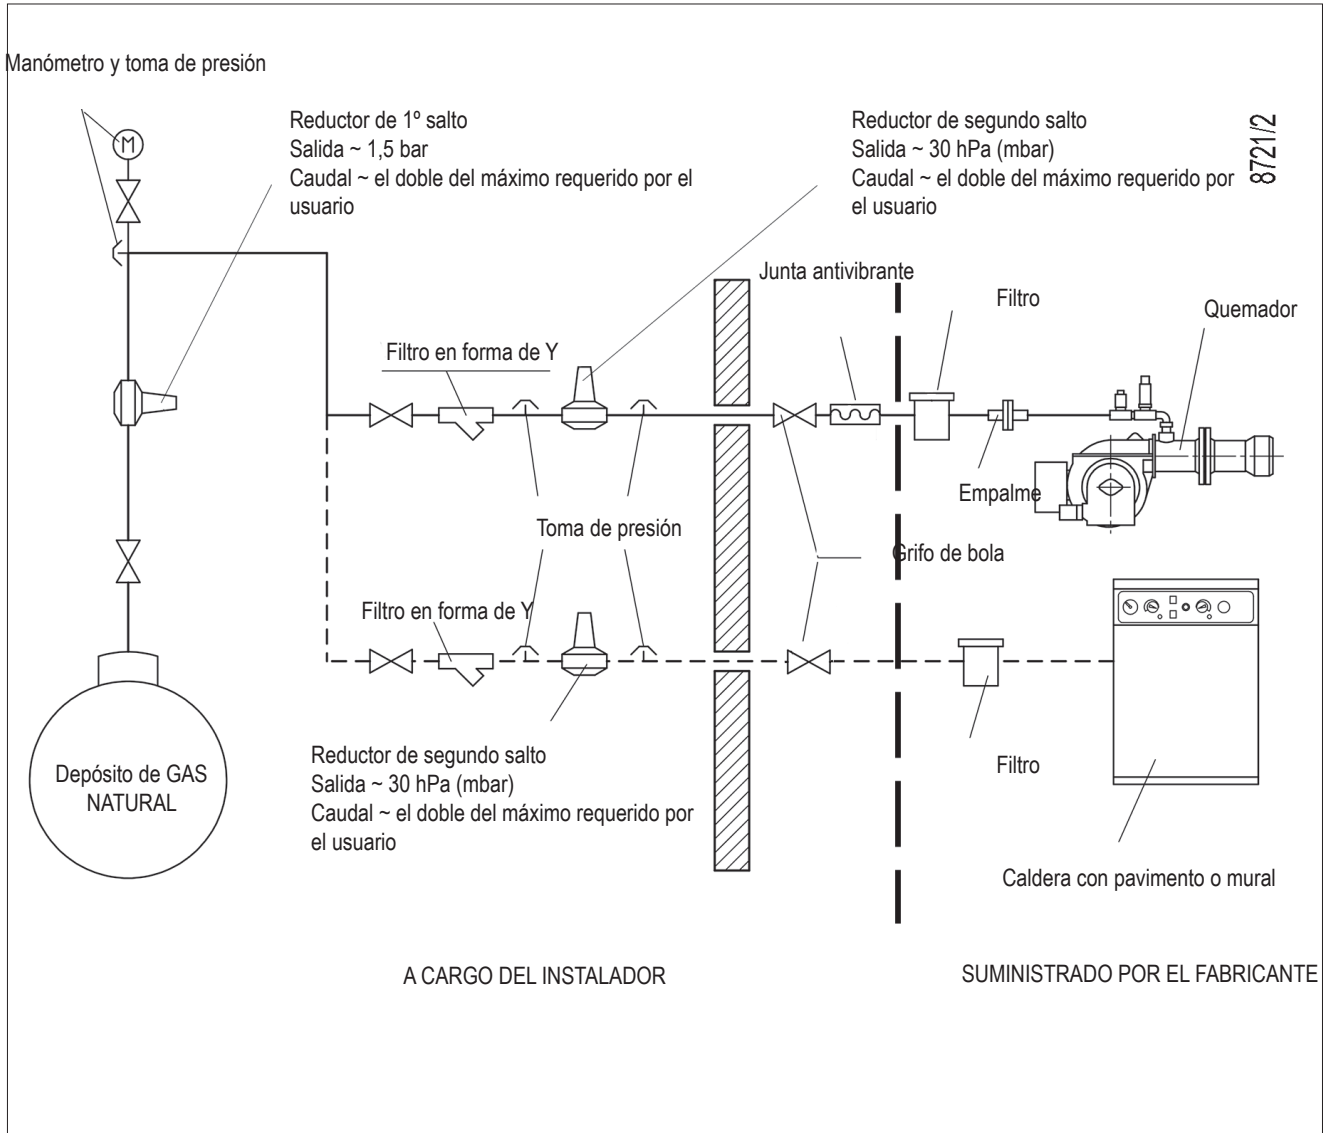 Manómetro y toma de presión
M
Reductor de 1º salto
Salida ~ 1,5 bar
Caudal ~ el doble del máximo requerido por el
usuario
Reductor de segundo salto
Salida ~ 30 hPa (mbar)
Caudal ~ el doble del máximo requerido por
el usuario
8721/2
Junta antivibrante
Filtro
Quemador
Filtro en forma de Y
Empalme
Toma de presión
Grifo de bola
Filtro en forma de Y
Depósito de GAS
NATURAL
Reductor de segundo salto
Salida ~ 30 hPa (mbar)
Caudal ~ el doble del máximo requerido por
el usuario
Filtro
Caldera con pavimento o mural
A CARGO DEL INSTALADOR
SUMINISTRADO POR EL FABRICANTE